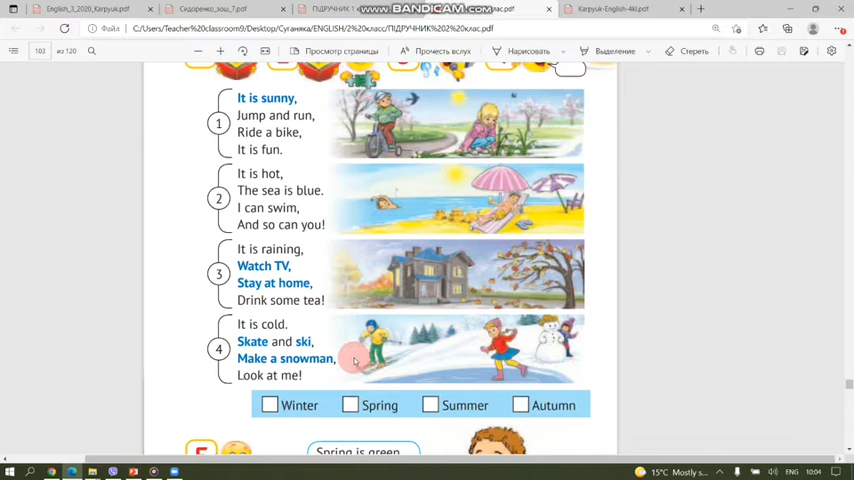 www.BANDICAM.com
English_3_2020_Karpyuk.pdf
Сидоренко_зош_7.pdf
ПІДРУЧНИК 1 к
клас.pdf
Karpyuk-English-4kl.pdf
Файл
C:/Users/Teacher%20classroom9/Desktop/Суганяка/ENGLISH/2%20класс/ПІДРУЧНИК%202%20клас.pdf
103 из 120
Просмотр страницы
Прочесть вслух
Нарисовать
Выделение
Стереть
1
It is sunny,
Jump and run,
Ride a bike,
It is fun.
2
It is hot,
The sea is blue.
I can swim,
And so can you!
3
It is raining,
Watch TV,
Stay at home,
Drink some tea!
4
It is cold.
Skate and ski,
Make a snowman,
Look at me!
Winter
Spring
Summer
Autumn
5
Spring is green
15°C Mostly s...
ENG
10:04